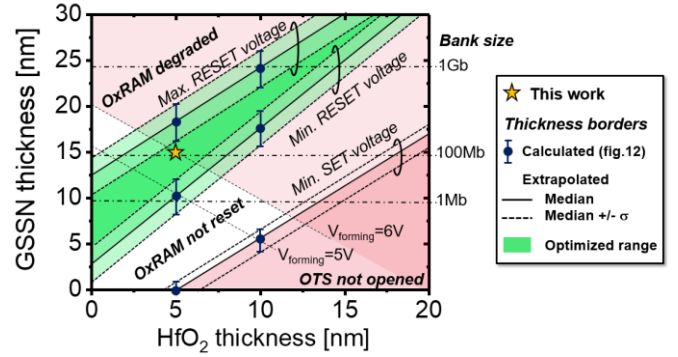 GSSN thickness [nm]
30
25
20
15
10
5
0
0
5
10
15
20
HfO₂ thickness [nm]
OxRAM degraded
Max. RESET voltage
Min. RESET voltage
Min. SET voltage
OxRAM not reset
V_forming=6V
V_forming=5V
OTS not opened
Bank size
1Gb
100Mb
1Mb
This work
Thickness borders
Calculated (fig.12)
Extrapolated
Median
Median +/- σ
Optimized range